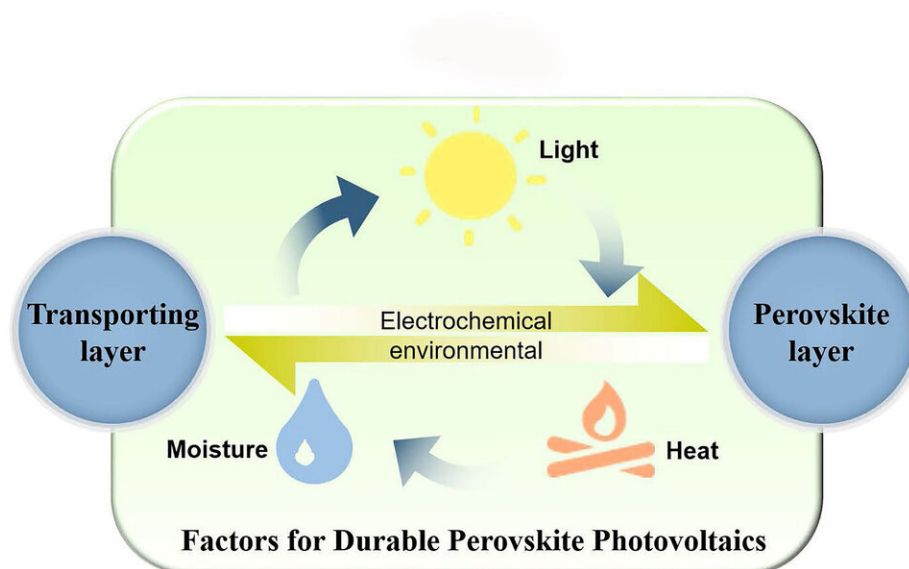 Light
Transporting
layer
Electrochemical
environmental
Perovskite
layer
Moisture
Heat
Factors for Durable Perovskite Photovoltaics